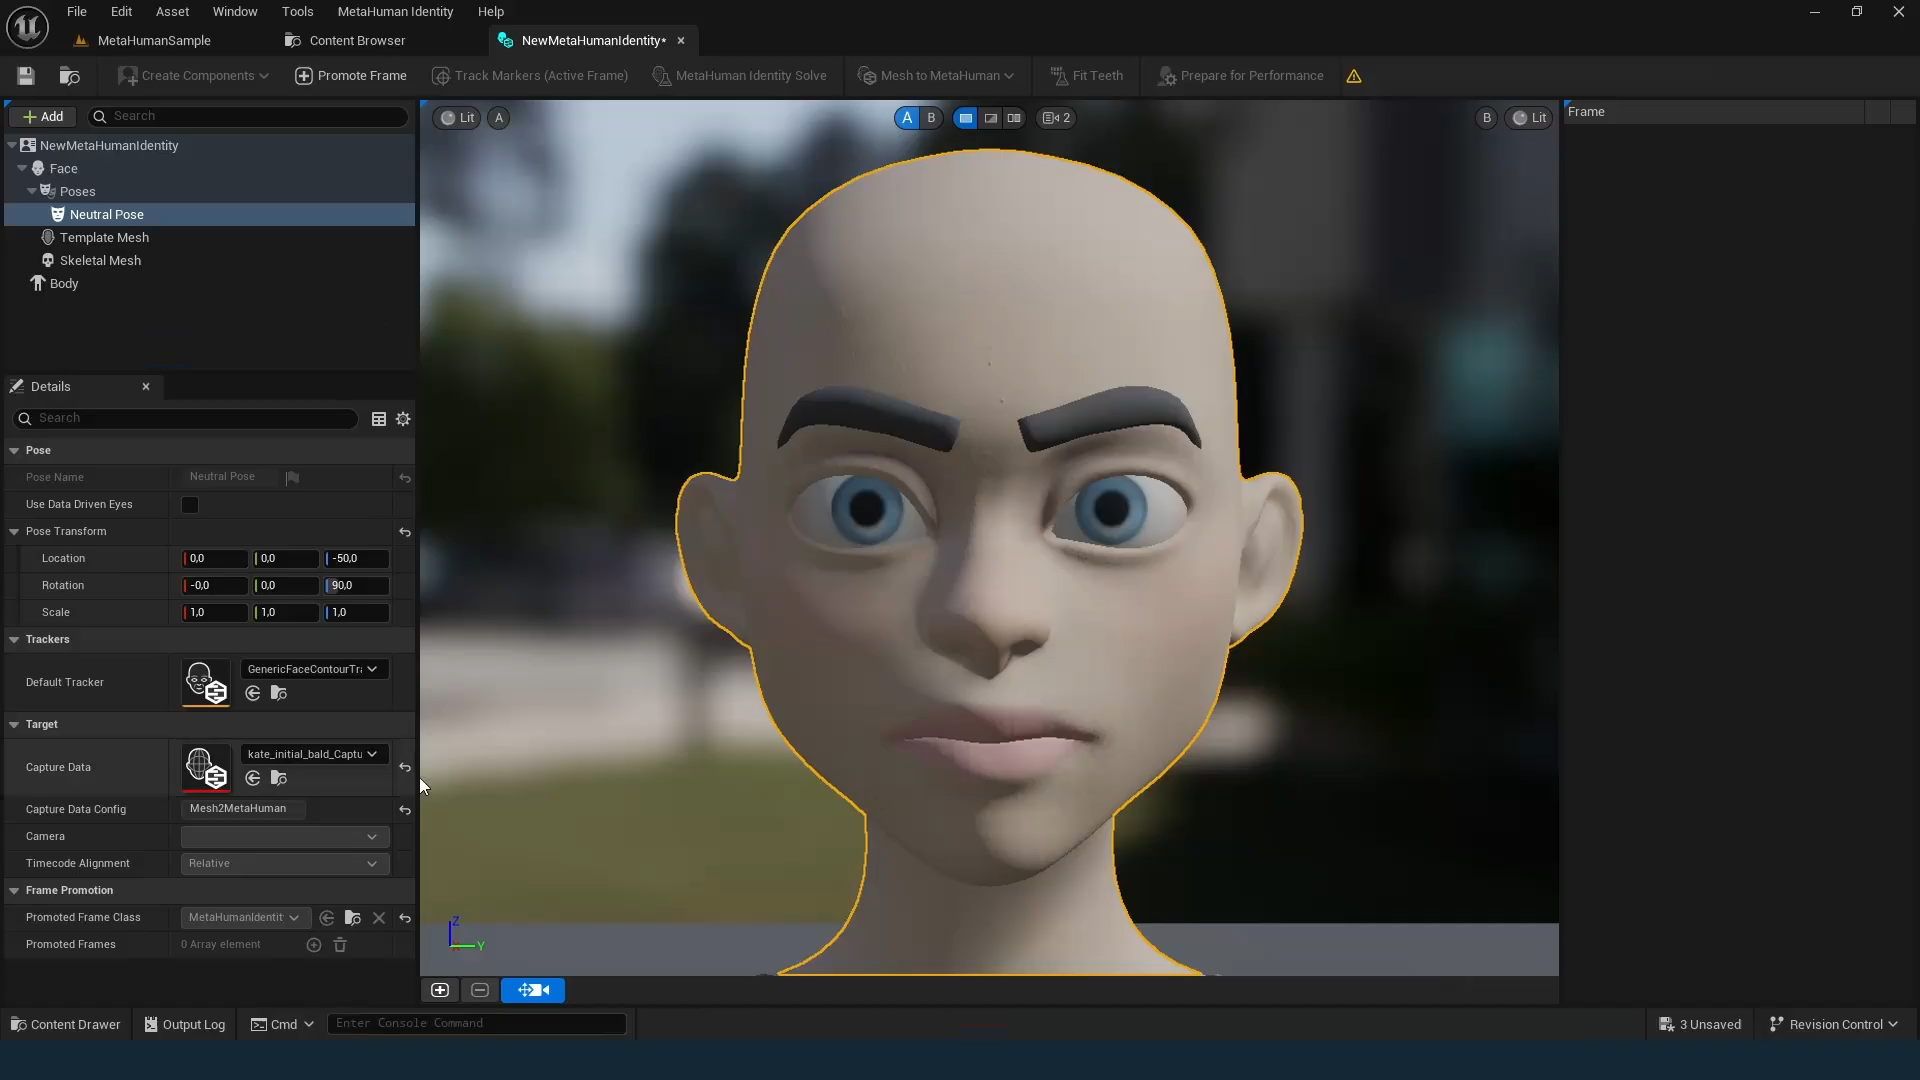 File Edit Asset Window Tools MetaHuman Identity Help
MetaHumanSample Content Browser NewMetaHumanIdentity*
Create Components Promote Frame Track Markers (Active Frame) MetaHuman Identity Solve Mesh to MetaHuman Fit Teeth Prepare for Performance
Add Search
NewMetaHumanIdentity
Face
Poses
Neutral Pose
Template Mesh
Skeletal Mesh
Body
Lit A
A B
2
B Lit
Frame
Details
Search
Pose
Pose Name Neutral Pose
Use Data Driven Eyes
Pose Transform
Location 0,0 0,0 -50,0
Rotation -0,0 0,0 90,0
Scale 1,0 1,0 1,0
Trackers
Default Tracker GenericFaceContourTra
Target
Capture Data kate_initial_bald_Captu
Capture Data Config Mesh2MetaHuman
Camera
Timecode Alignment Relative
Frame Promotion
Promoted Frame Class MetaHumanIdentit
Promoted Frames 0 Array element
Z
Y
Content Drawer Output Log Cmd Enter Console Command 3 Unsaved Revision Control